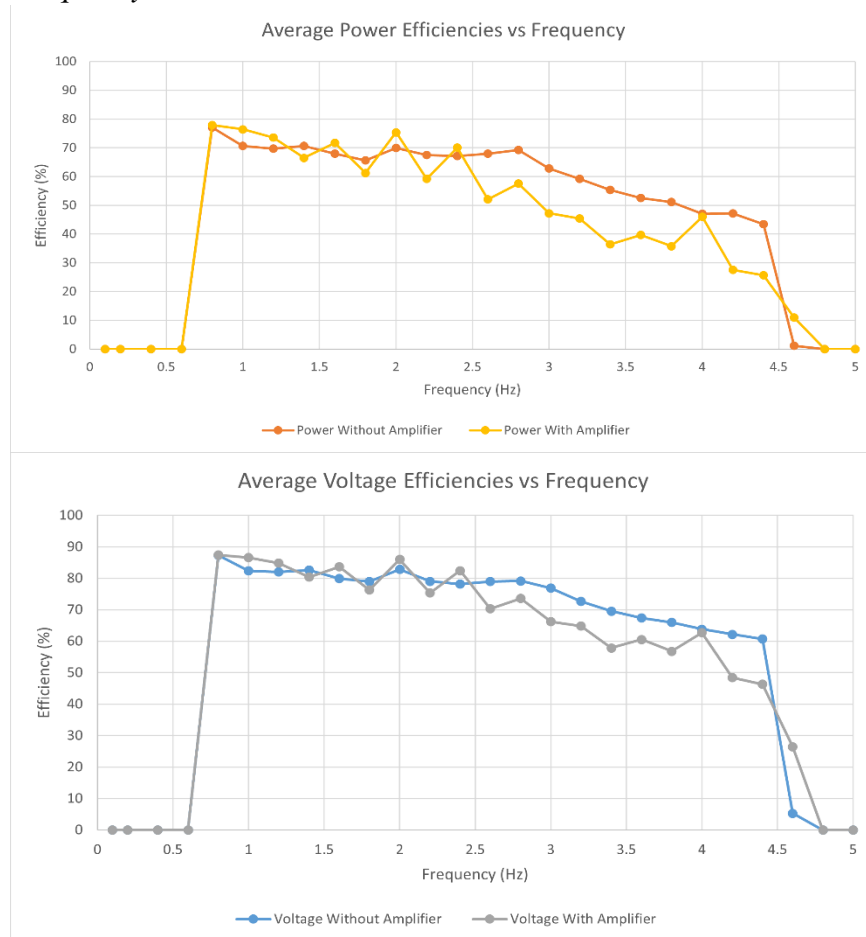 Average Power Efficiencies vs Frequency
100
90
80
70
60
50
40
30
20
10
0
Efficiency (%)
0 0.5 1 1.5 2 2.5 3 3.5 4 4.5 5
Frequency (Hz)
Power Without Amplifier Power With Amplifier
Average Voltage Efficiencies vs Frequency
100
90
80
70
60
50
40
30
20
10
0
Efficiency (%)
0 0.5 1 1.5 2 2.5 3 3.5 4 4.5 5
Frequency (Hz)
Voltage Without Amplifier Voltage With Amplifier